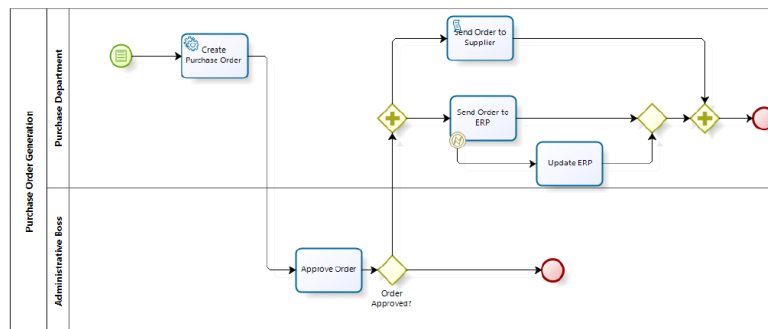 Purchase Order Generation
Purchase Department
Create
Purchase Order
Send Order to
Supplier
Send Order to
ERP
Update ERP
Administrative Boss
Approve Order
Order
Approved?